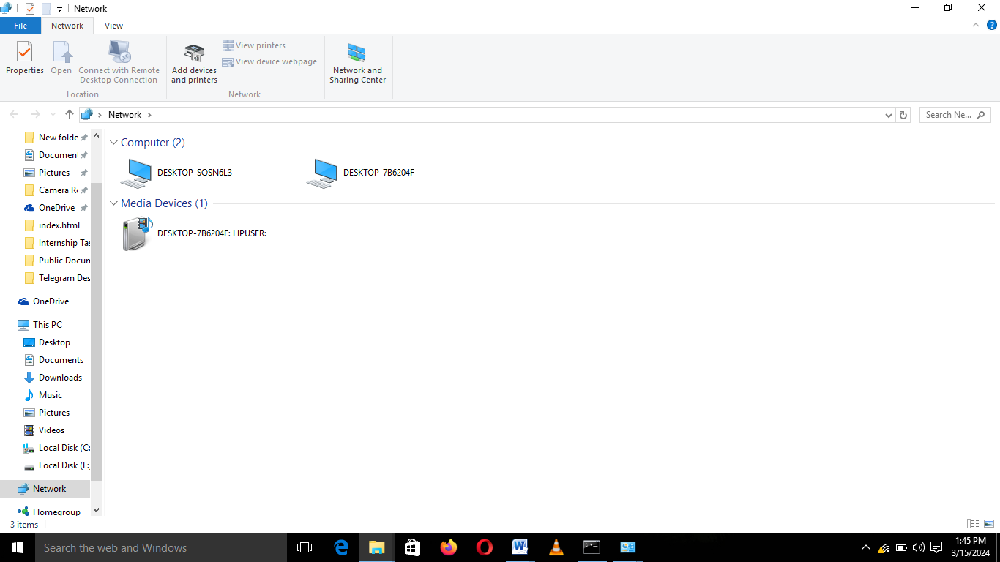 Network
File
Network
View
Properties
Open
Connect with Remote
Desktop Connection
Location
Add devices
and printers
View printers
View device webpage
Network
Network and
Sharing Center
Network
Search Ne...
New folde
Document
Pictures
Camera Ro
OneDrive
index.html
Internship Tas
Public Docum
Telegram Des
OneDrive
This PC
Desktop
Documents
Downloads
Music
Pictures
Videos
Local Disk (C:
Local Disk (E:)
Network
Homegroup
Computer (2)
DESKTOP-SQSN6L3
DESKTOP-7B6204F
Media Devices (1)
DESKTOP-7B6204F: HPUSER:
3 items
Search the web and Windows
1:45 PM
3/15/2024